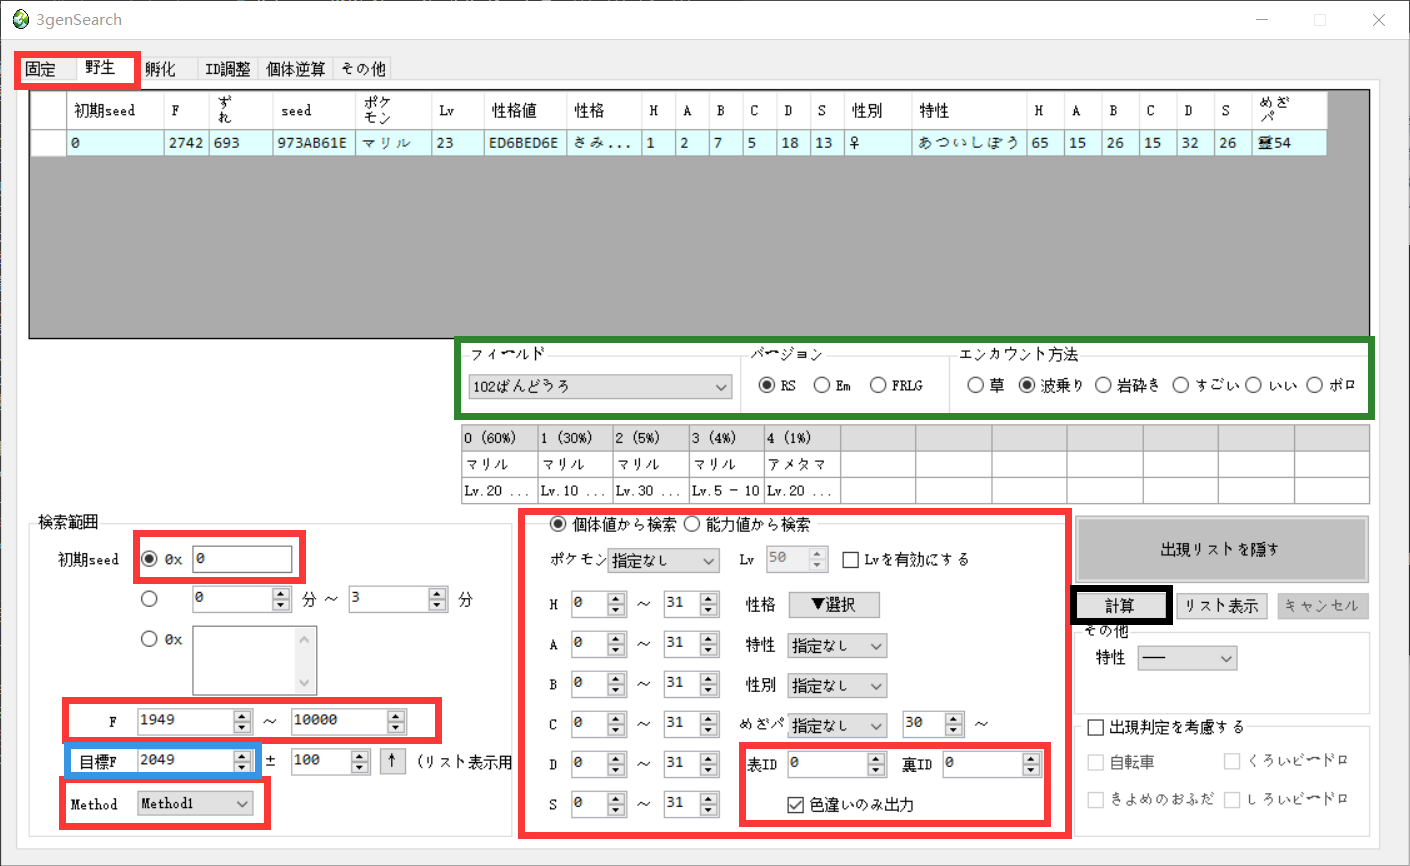 3genSearch
固定 野生 孵化 ID調整 個体逆算 その他
初期seed F ずれ seed ポケモン Lv 性格値 性格 H A B C D S 性別 特性 H A B C D S めざパ
0 2742 693 973AB61E マリル 23 ED6BED6E きみ... 1 2 7 5 18 13 ♀ あついしぼう 65 15 26 15 32 26 霊54
フィールド バージョン エンカウント方法
102ばんどうろ RS Em FRLG 草 波乗り 岩砕き すごい いい ボロ
0 (60%) 1 (30%) 2 (5%) 3 (4%) 4 (1%)
マリル マリル マリル マリル アメタマ
Lv.20 ... Lv.10 ... Lv.30 ... Lv.5 - 10 Lv.20 ...
検索範囲
初期seed 0x 0
0 分 ～ 3 分
0x
F 1949 ～ 10000
目標F 2049 ± 100 ↑ (リスト表示用
Method Method1
個体値から検索 能力値から検索
ポケモン 指定なし Lv 50 Lvを有効にする
H 0 ～ 31 性格 ▼選択
A 0 ～ 31 特性 指定なし
B 0 ～ 31 性別 指定なし
C 0 ～ 31 めざパ 指定なし 30 ～
D 0 ～ 31 表ID 0 裏ID 0
S 0 ～ 31 色違いのみ出力
出現リストを隠す
計算 リスト表示 キャンセル
その他
特性 ──
出現判定を考慮する
自転車 くろいビードロ
きよめのおふだ しろいビードロ